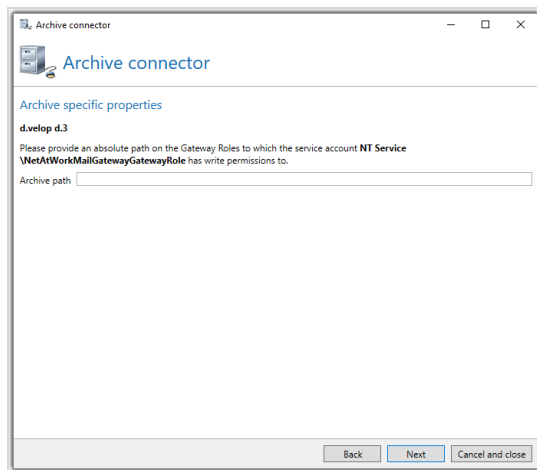 Archive connector
Archive connector
Archive specific properties
d.velop d.3
Please provide an absolute path on the Gateway Roles to which the service account NT Service
\NetAtWorkMailGatewayGatewayRole has write permissions to.
Archive path
Back Next Cancel and close